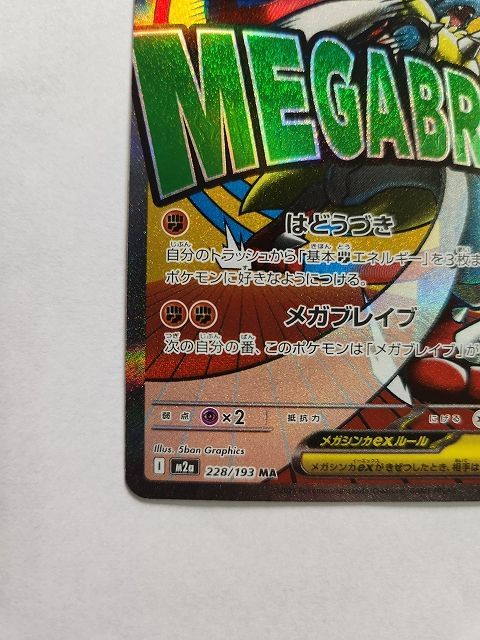 MEGABR
はどうづき
自分のトラッシュから「基本エネルギー」を3枚ま
ポケモンに好きなようにつける。
メガブレイブ
次の自分の番、このポケモンは「メガブレイブ」が
弱点 ×2 抵抗力 にげる
メガシンカexルール
メガシンカexがきぜつしたとき、相手は
Illus. 5ban Graphics
I m2a 228/193 MA